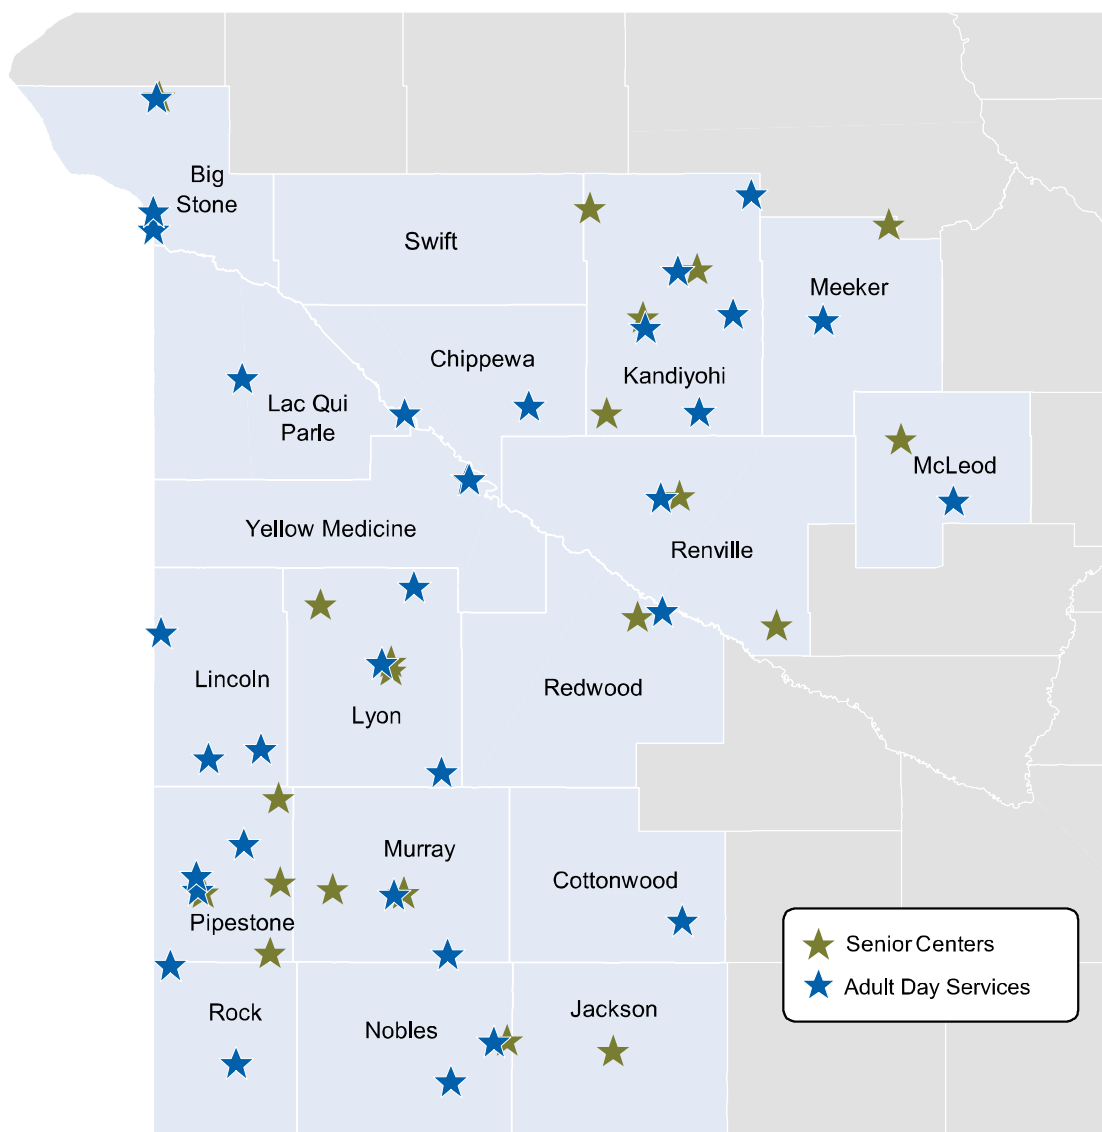 Big
Stone
Swift
Meeker
Chippewa
Kandiyohi
Lac Qui
Parle
McLeod
Yellow Medicine
Renville
Lincoln
Redwood
Lyon
Murray
Cottonwood
Pipestone
Senior Centers
Adult Day Services
Rock
Nobles
Jackson